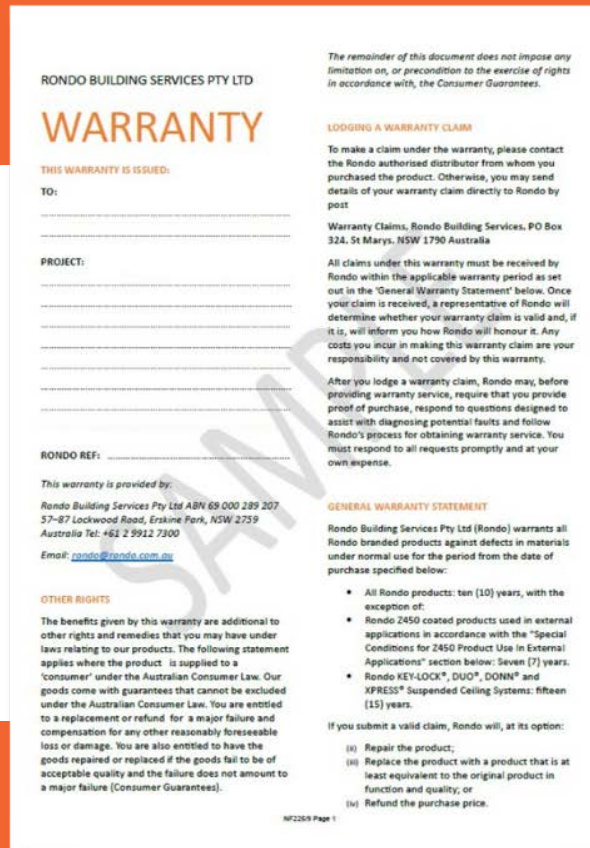 RONDO BUILDING SERVICES PTY LTD
WARRANTY
THIS WARRANTY IS ISSUED:
TO:
PROJECT:
RONDO REF:
This warranty is provided by:
Rondo Building Services Pty Ltd ABN 69 000 289 207
57–87 Lockwood Road, Erskine Park, NSW 2759
Australia Tel: +61 2 9912 7300
Email: rondo@rondo.com.au
OTHER RIGHTS
The benefits given by this warranty are additional to
other rights and remedies that you may have under
laws relating to our products. The following statement
applies where the product is supplied to a
'consumer' under the Australian Consumer Law. Our
goods come with guarantees that cannot be excluded
under the Australian Consumer Law. You are entitled
to a replacement or refund for a major failure and
compensation for any other reasonably foreseeable
loss or damage. You are also entitled to have the
goods repaired or replaced if the goods fail to be of
acceptable quality and the failure does not amount to
a major failure (Consumer Guarantees).
The remainder of this document does not impose any
limitation on, or precondition to the exercise of rights
in accordance with, the Consumer Guarantees.
LODGING A WARRANTY CLAIM
To make a claim under the warranty, please contact
the Rondo authorised distributor from whom you
purchased the product. Otherwise, you may send
details of your warranty claim directly to Rondo by
post
Warranty Claims, Rondo Building Services, PO Box
324, St Marys, NSW 1790 Australia
All claims under this warranty must be received by
Rondo within the applicable warranty period as set
out in the 'General Warranty Statement' below. Once
your claim is received, a representative of Rondo will
determine whether your warranty claim is valid and, if
it is, will inform you how Rondo will honour it. Any
costs you incur in making this warranty claim are your
responsibility and not covered by this warranty.
After you lodge a warranty claim, Rondo may, before
providing warranty service, require that you provide
proof of purchase, respond to questions designed to
assist with diagnosing potential faults and follow
Rondo's process for obtaining warranty service. You
must respond to all requests promptly and at your
own expense.
GENERAL WARRANTY STATEMENT
Rondo Building Services Pty Ltd (Rondo) warrants all
Rondo branded products against defects in materials
under normal use for the period from the date of
purchase specified below:
• All Rondo products: ten (10) years, with the
exception of:
• Rondo Z450 coated products used in external
applications in accordance with the "Special
Conditions for Z450 Product Use In External
Applications" section below: Seven (7) years.
• Rondo KEY-LOCK®, DUO®, DONN® and
XPRESS® Suspended Ceiling Systems: fifteen
(15) years.
If you submit a valid claim, Rondo will, at its option:
(ii) Repair the product;
(iii) Replace the product with a product that is at
least equivalent to the original product in
function and quality; or
(iv) Refund the purchase price.
NF226/9 Page 1
SAMPLE